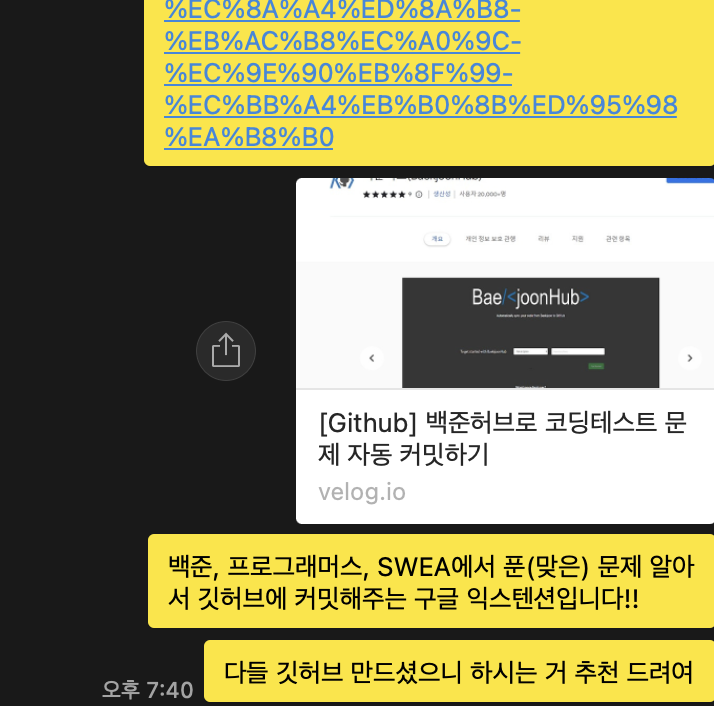 %EC%8A%A4%ED%8A%B8-
%EB%AC%B8%EC%A0%9C-
%EC%9E%90%EB%8F%99-
%EC%BB%A4%EB%B0%8B%ED%95%98
%EA%B8%B0
사용자 20,000+명
개요 개인 정보 보호 관행 리뷰 지원 관련 항목
Bae/<joonHub>
[Github] 백준허브로 코딩테스트 문
제 자동 커밋하기
velog.io
백준, 프로그래머스, SWEA에서 푼(맞은) 문제 알아
서 깃허브에 커밋해주는 구글 익스텐션입니다!!
다들 깃허브 만드셨으니 하시는 거 추천 드려여
오후 7:40